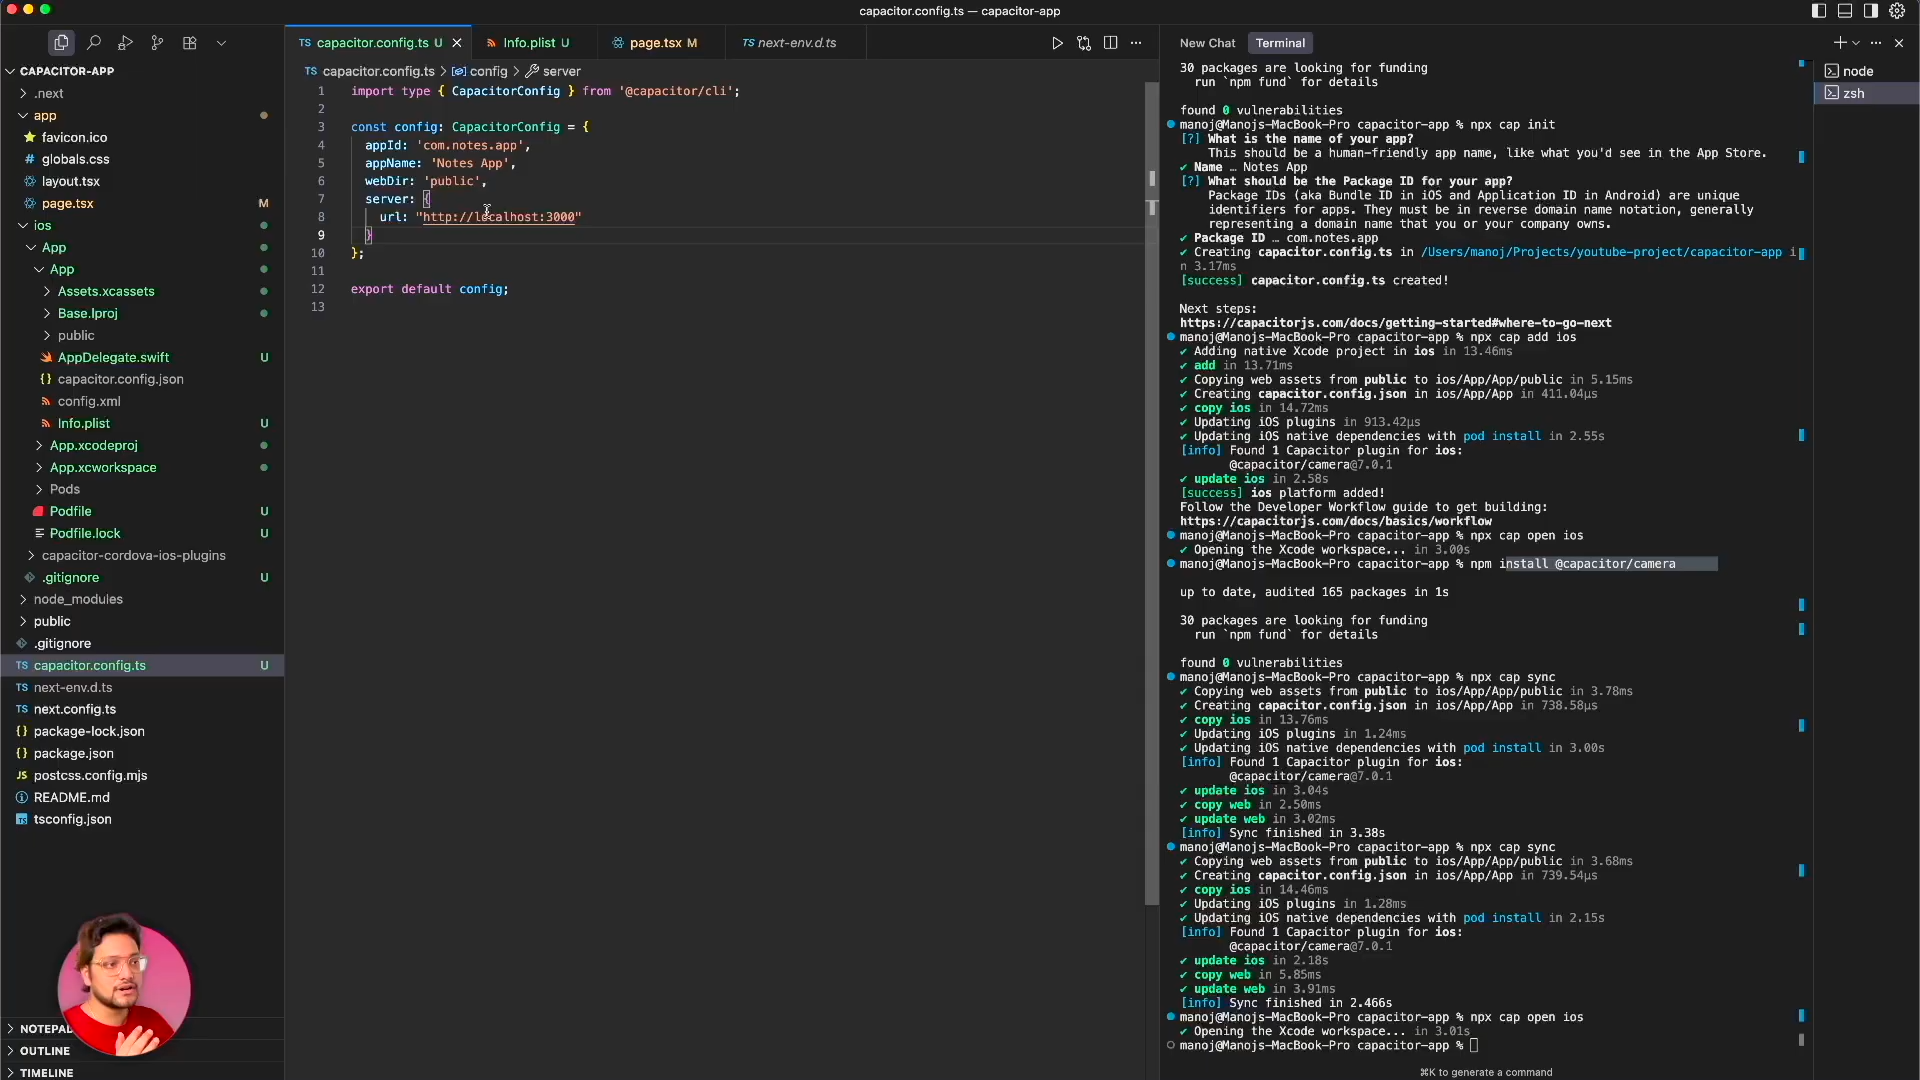 capacitor.config.ts — capacitor-app
CAPACITOR-APP
.next
app
favicon.ico
globals.css
layout.tsx
page.tsx M
ios
App
App
Assets.xcassets
Base.lproj
public
AppDelegate.swift U
capacitor.config.json
config.xml
Info.plist U
App.xcodeproj
App.xcworkspace
Pods
Podfile U
Podfile.lock U
capacitor-cordova-ios-plugins
.gitignore U
node_modules
public
.gitignore
TS capacitor.config.ts U
TS next-env.d.ts
TS next.config.ts
package-lock.json
package.json
JS postcss.config.mjs
README.md
tsconfig.json
NOTEPAD
OUTLINE
TIMELINE
TS capacitor.config.ts U
Info.plist U
page.tsx M
TS next-env.d.ts
TS capacitor.config.ts > config > server
1 import type { CapacitorConfig } from '@capacitor/cli';
2
3 const config: CapacitorConfig = {
4 appId: 'com.notes.app',
5 appName: 'Notes App',
6 webDir: 'public',
7 server: {
8 url: "http://localhost:3000"
9 }
10 };
11
12 export default config;
13
New Chat Terminal
node
zsh
30 packages are looking for funding
run `npm fund` for details
found 0 vulnerabilities
manoj@Manojs-MacBook-Pro capacitor-app % npx cap init
[?] What is the name of your app?
This should be a human-friendly app name, like what you'd see in the App Store.
✔ Name … Notes App
[?] What should be the Package ID for your app?
Package IDs (aka Bundle ID in iOS and Application ID in Android) are unique
identifiers for apps. They must be in reverse domain name notation, generally
representing a domain name that you or your company owns.
✔ Package ID … com.notes.app
✔ Creating capacitor.config.ts in /Users/manoj/Projects/youtube-project/capacitor-app i
n 3.17ms
[success] capacitor.config.ts created!
Next steps:
https://capacitorjs.com/docs/getting-started#where-to-go-next
manoj@Manojs-MacBook-Pro capacitor-app % npx cap add ios
✔ Adding native Xcode project in ios in 13.46ms
✔ add in 13.71ms
✔ Copying web assets from public to ios/App/App/public in 5.15ms
✔ Creating capacitor.config.json in ios/App/App in 411.04μs
✔ copy ios in 14.72ms
✔ Updating iOS plugins in 913.42μs
✔ Updating iOS native dependencies with pod install in 2.55s
[info] Found 1 Capacitor plugin for ios:
@capacitor/camera@7.0.1
✔ update ios in 2.58s
[success] ios platform added!
Follow the Developer Workflow guide to get building:
https://capacitorjs.com/docs/basics/workflow
manoj@Manojs-MacBook-Pro capacitor-app % npx cap open ios
✔ Opening the Xcode workspace... in 3.00s
manoj@Manojs-MacBook-Pro capacitor-app % npm install @capacitor/camera
up to date, audited 165 packages in 1s
30 packages are looking for funding
run `npm fund` for details
found 0 vulnerabilities
manoj@Manojs-MacBook-Pro capacitor-app % npx cap sync
✔ Copying web assets from public to ios/App/App/public in 3.78ms
✔ Creating capacitor.config.json in ios/App/App in 738.58μs
✔ copy ios in 13.76ms
✔ Updating iOS plugins in 1.24ms
✔ Updating iOS native dependencies with pod install in 3.00s
[info] Found 1 Capacitor plugin for ios:
@capacitor/camera@7.0.1
✔ update ios in 3.04s
✔ copy web in 2.50ms
✔ update web in 3.02ms
[info] Sync finished in 3.38s
manoj@Manojs-MacBook-Pro capacitor-app % npx cap sync
✔ Copying web assets from public to ios/App/App/public in 3.68ms
✔ Creating capacitor.config.json in ios/App/App in 739.54μs
✔ copy ios in 14.46ms
✔ Updating iOS plugins in 1.28ms
✔ Updating iOS native dependencies with pod install in 2.15s
[info] Found 1 Capacitor plugin for ios:
@capacitor/camera@7.0.1
✔ update ios in 2.18s
✔ copy web in 5.85ms
✔ update web in 3.91ms
[info] Sync finished in 2.466s
manoj@Manojs-MacBook-Pro capacitor-app % npx cap open ios
✔ Opening the Xcode workspace... in 3.01s
manoj@Manojs-MacBook-Pro capacitor-app %
⌘K to generate a command